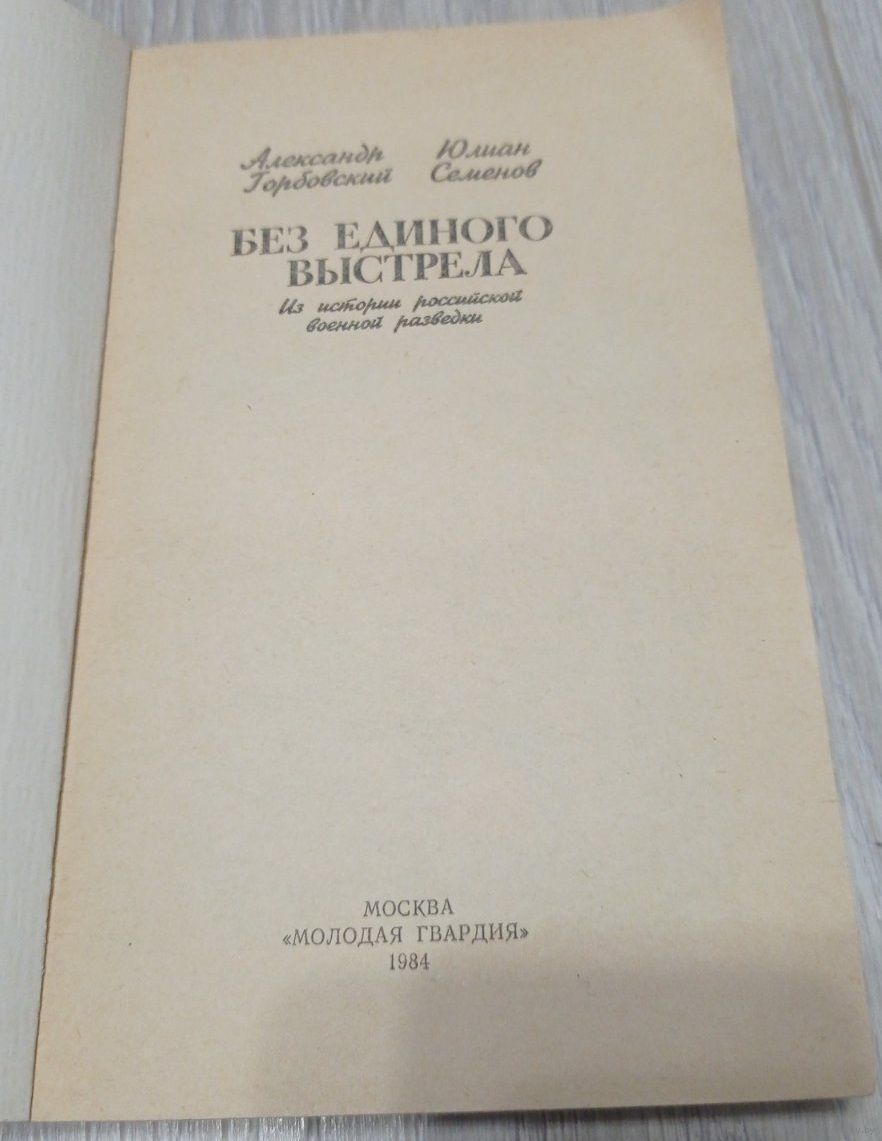 Александр Юлиан
Горбовский Семенов
БЕЗ ЕДИНОГО
ВЫСТРЕЛА
Из истории российской
военной разведки
МОСКВА
«МОЛОДАЯ ГВАРДИЯ»
1984